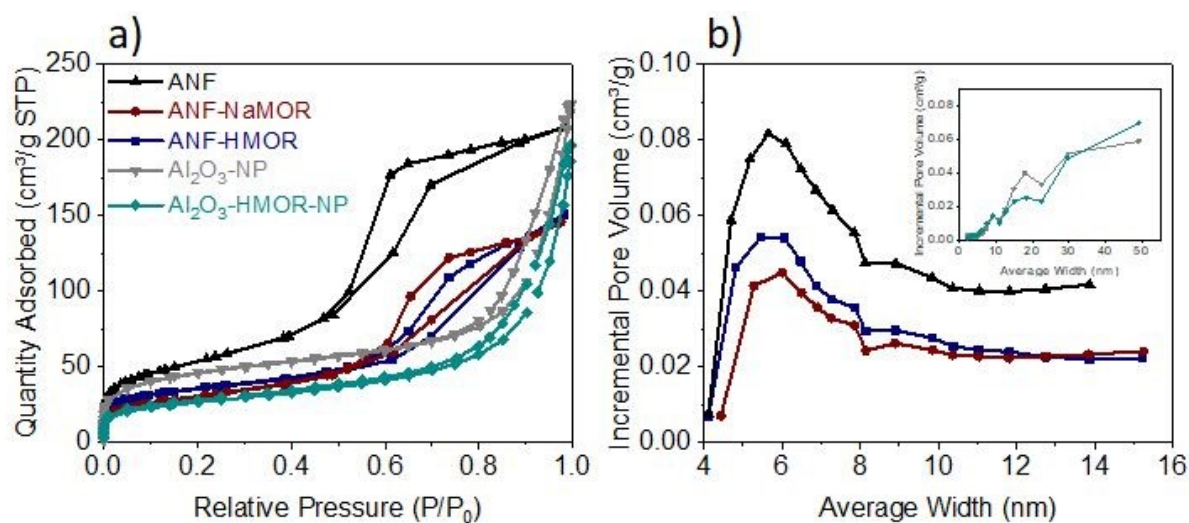 a)
Quantity Adsorbed (cm³/g STP)
250
200
150
100
50
0
ANF
ANF-NaMOR
ANF-HMOR
Al₂O₃-NP
Al₂O₃-HMOR-NP
0.0 0.2 0.4 0.6 0.8 1.0
Relative Pressure (P/P₀)
b)
Incremental Pore Volume (cm³/g)
0.10
0.08
0.06
0.04
0.02
0.00
4 6 8 10 12 14 16
Average Width (nm)
Incremental Pore Volume (cm³/g)
0.08
0.06
0.04
0.02
0.00
0 10 20 30 40 50
Average Width (nm)